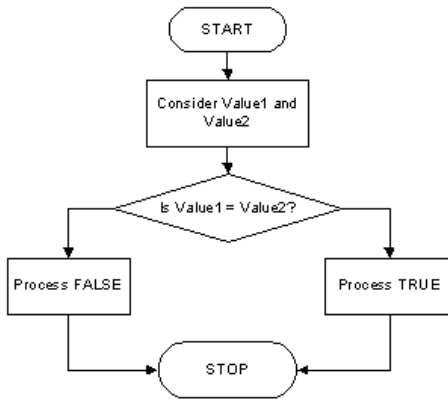 START
Consider Value1 and
Value2
Is Value1 = Value2?
Process FALSE
Process TRUE
STOP